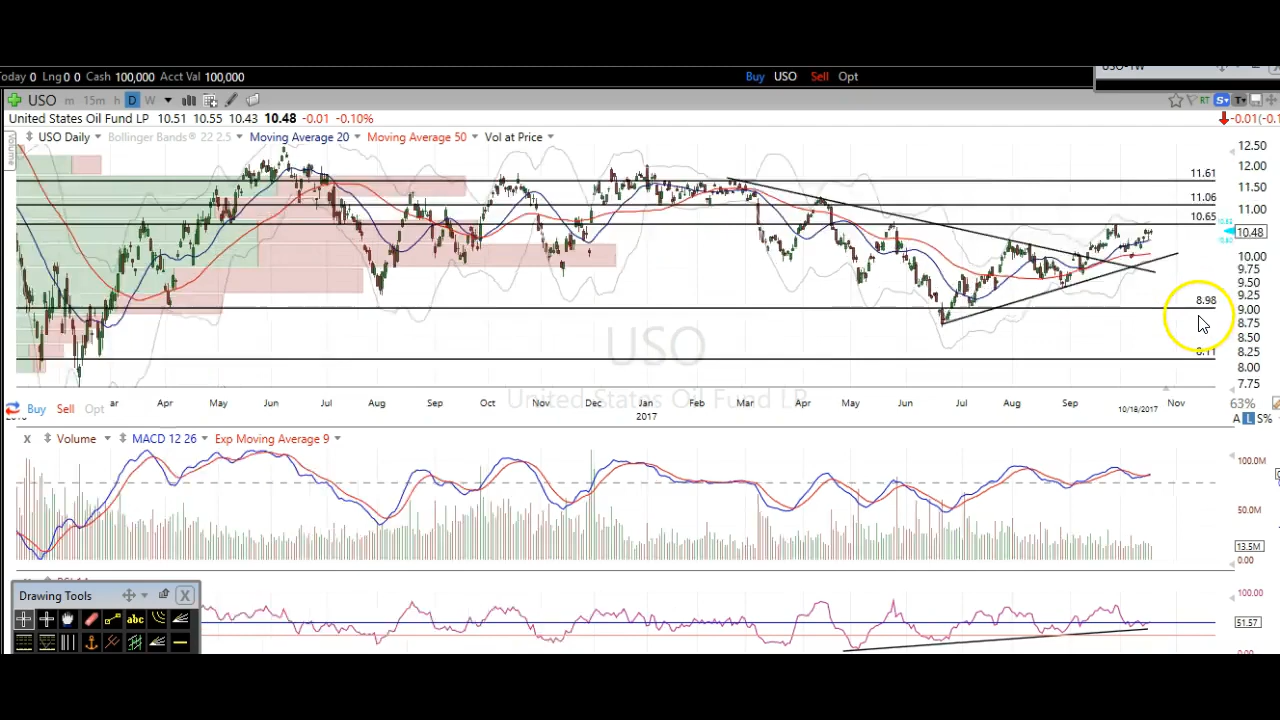 Today 0 Lng 0 0 Cash 100,000 Acct Val 100,000 Buy USO Sell Opt
USO m 15m h D W RT S T
United States Oil Fund LP 10.51 10.55 10.43 10.48 -0.01 -0.10% -0.01(-0.1
USO Daily Bollinger Bands® 22 2.5 Moving Average 20 Moving Average 50 Vol at Price
Volume
12.50
12.00
11.61
11.50
11.06
11.00
10.65
10.48
10.00
9.75
9.50
9.25
8.98
9.00
8.75
USO
8.50
8.11
8.25
8.00
7.75
United States Oil Fund LP
Buy Sell Opt ar Apr May Jun Jul Aug Sep Oct Nov Dec Jan Feb Mar Apr May Jun Jul Aug Sep 10/18/2017 Nov 63%
2017
A L S%
X Volume MACD 12 26 Exp Moving Average 9
100.0M
50.0M
13.5M
Drawing Tools X
abc
100.00
51.57